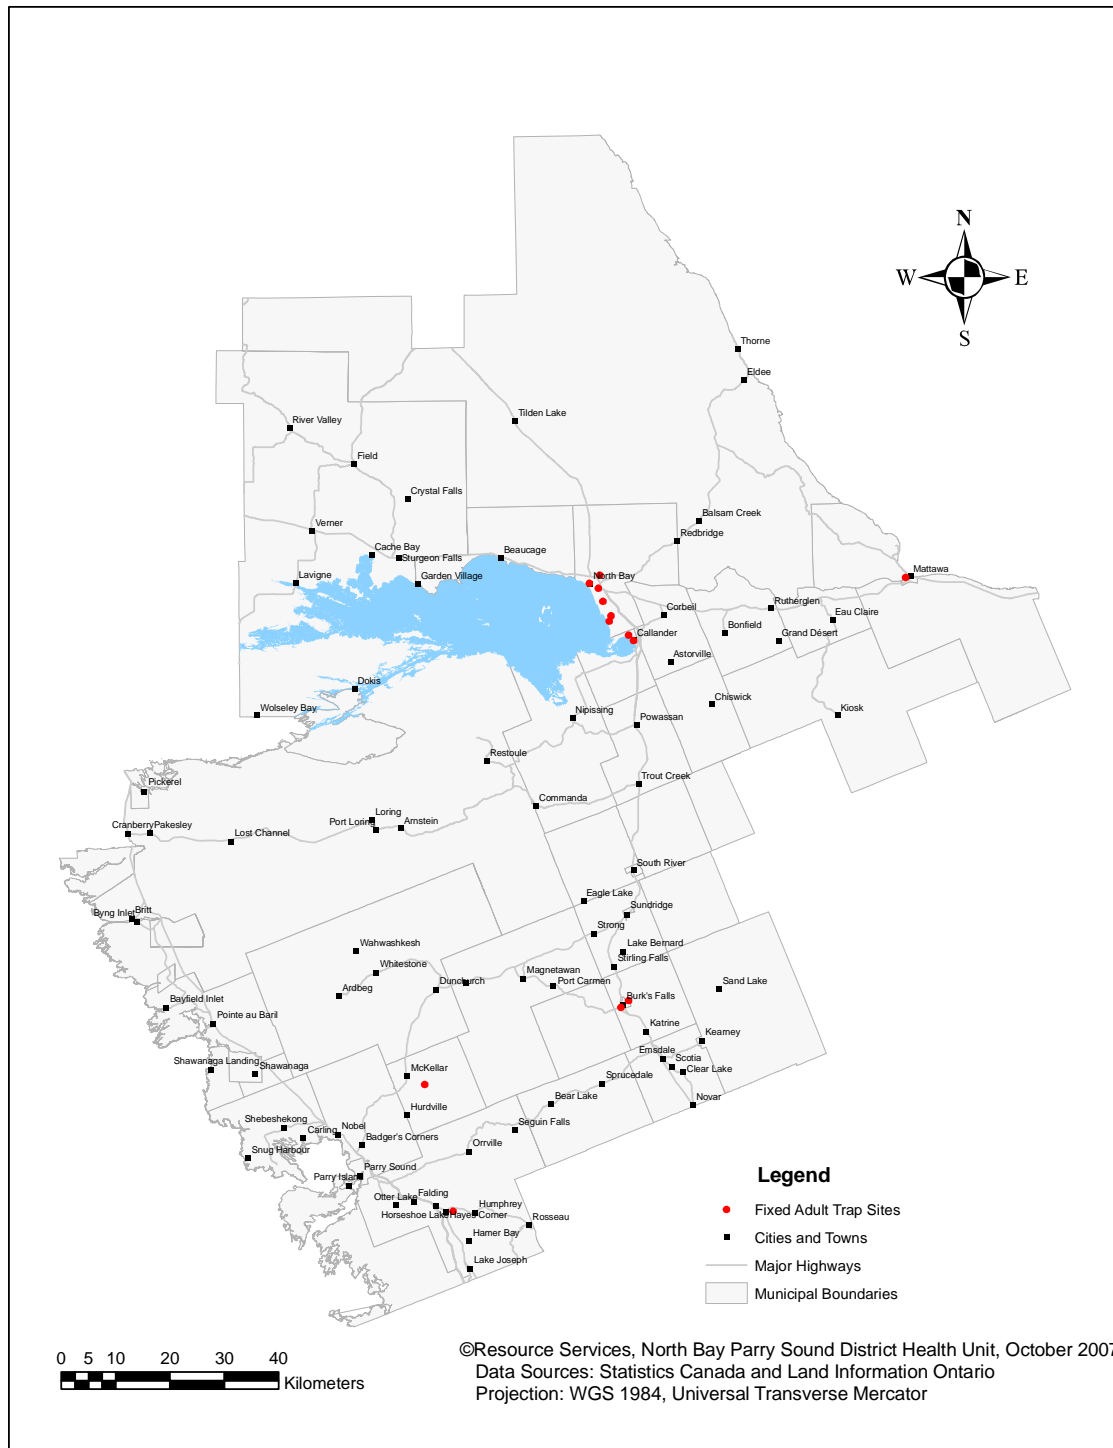 N
W E
S
Thorne
Eldee
Tilden Lake
River Valley
Field
Crystal Falls
Balsam Creek
Verner
Redbridge
Cache Bay
Sturgeon Falls
Beaucage
Lavigne
Garden Village
North Bay
Mattawa
Corbeil
Rutherglen
Eau Claire
Bonfield
Callander
Grand Désert
Astorville
Dokis
Wolseley Bay
Chiswick
Kiosk
Nipissing
Powassan
Restoule
Trout Creek
Pickerel
Commanda
Loring
Cranberry
Pakesley
Port Loring
Arnstein
Lost Channel
South River
Eagle Lake
Sundridge
Byng Inlet
Britt
Strong
Wahwashkesh
Lake Bernard
Whitestone
Stirling Falls
Ardbeg
Dunchurch
Magnetawan
Port Carmen
Sand Lake
Bayfield Inlet
Burk's Falls
Pointe au Baril
Katrine
Kearney
Shawanaga Landing
Shawanaga
Emsdale
Scotia
McKellar
Clear Lake
Sprucedale
Bear Lake
Novar
Hurdville
Shebeshekong
Carling
Nobel
Seguin Falls
Badger's Corners
Snug Harbour
Orrville
Parry Sound
Parry Island
Otter Lake
Falding
Humphrey
Horseshoe Lake
Hayes Corner
Rosseau
Hamer Bay
Lake Joseph
Legend
Fixed Adult Trap Sites
Cities and Towns
Major Highways
Municipal Boundaries
0 5 10 20 30 40
Kilometers
©Resource Services, North Bay Parry Sound District Health Unit, October 2007
Data Sources: Statistics Canada and Land Information Ontario
Projection: WGS 1984, Universal Transverse Mercator